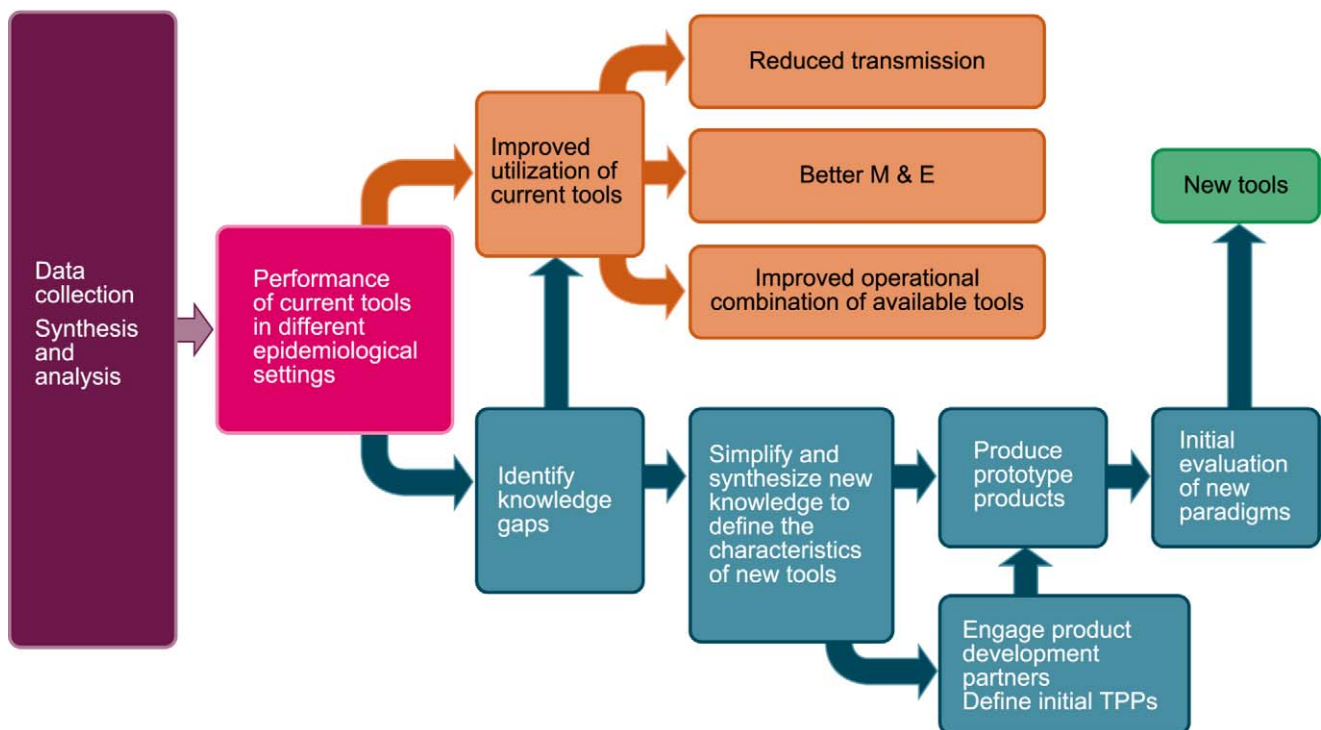 Data
collection
Synthesis
and
analysis
Performance
of current tools
in different
epidemiological
settings
Improved
utilization of
current tools
Reduced transmission
Better M & E
Improved operational
combination of available tools
Identify
knowledge
gaps
Simplify and
synthesize new
knowledge to
define the
characteristics
of new tools
Produce
prototype
products
Engage product
development
partners
Define initial TPPs
Initial
evaluation
of new
paradigms
New tools